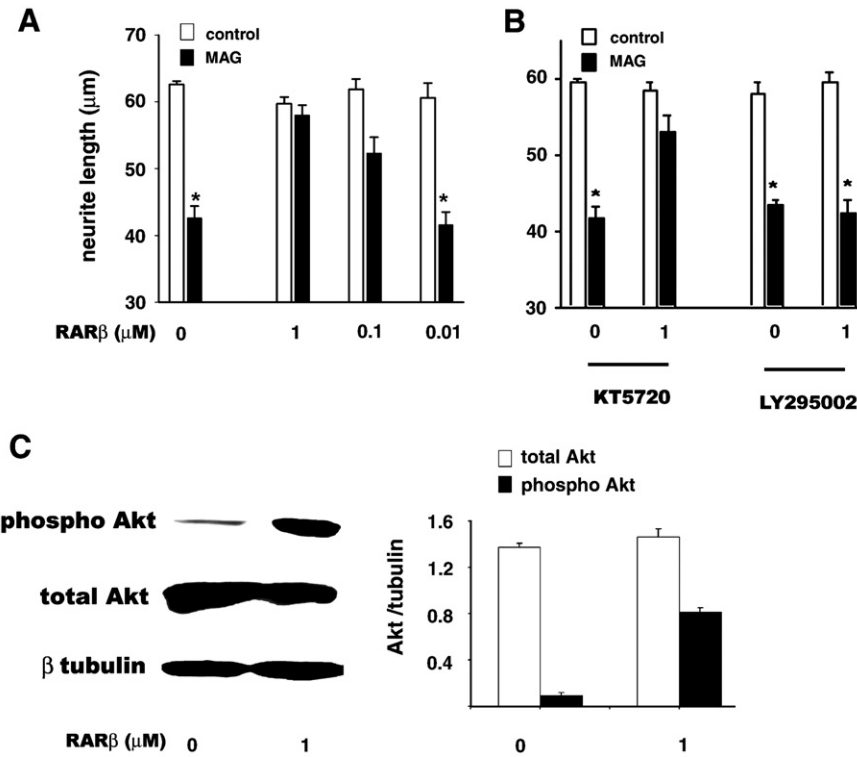 A
control
MAG
neurite length (μm)
70
60
50
40
30
RARβ (μM) 0 1 0.1 0.01
*
*
B
control
MAG
60
50
40
30
*
*
*
0 1 0 1
KT5720 LY295002
C
phospho Akt
total Akt
β tubulin
RARβ (μM) 0 1
total Akt
phospho Akt
Akt /tubulin
1.6
1.2
0.8
0.4
0 1